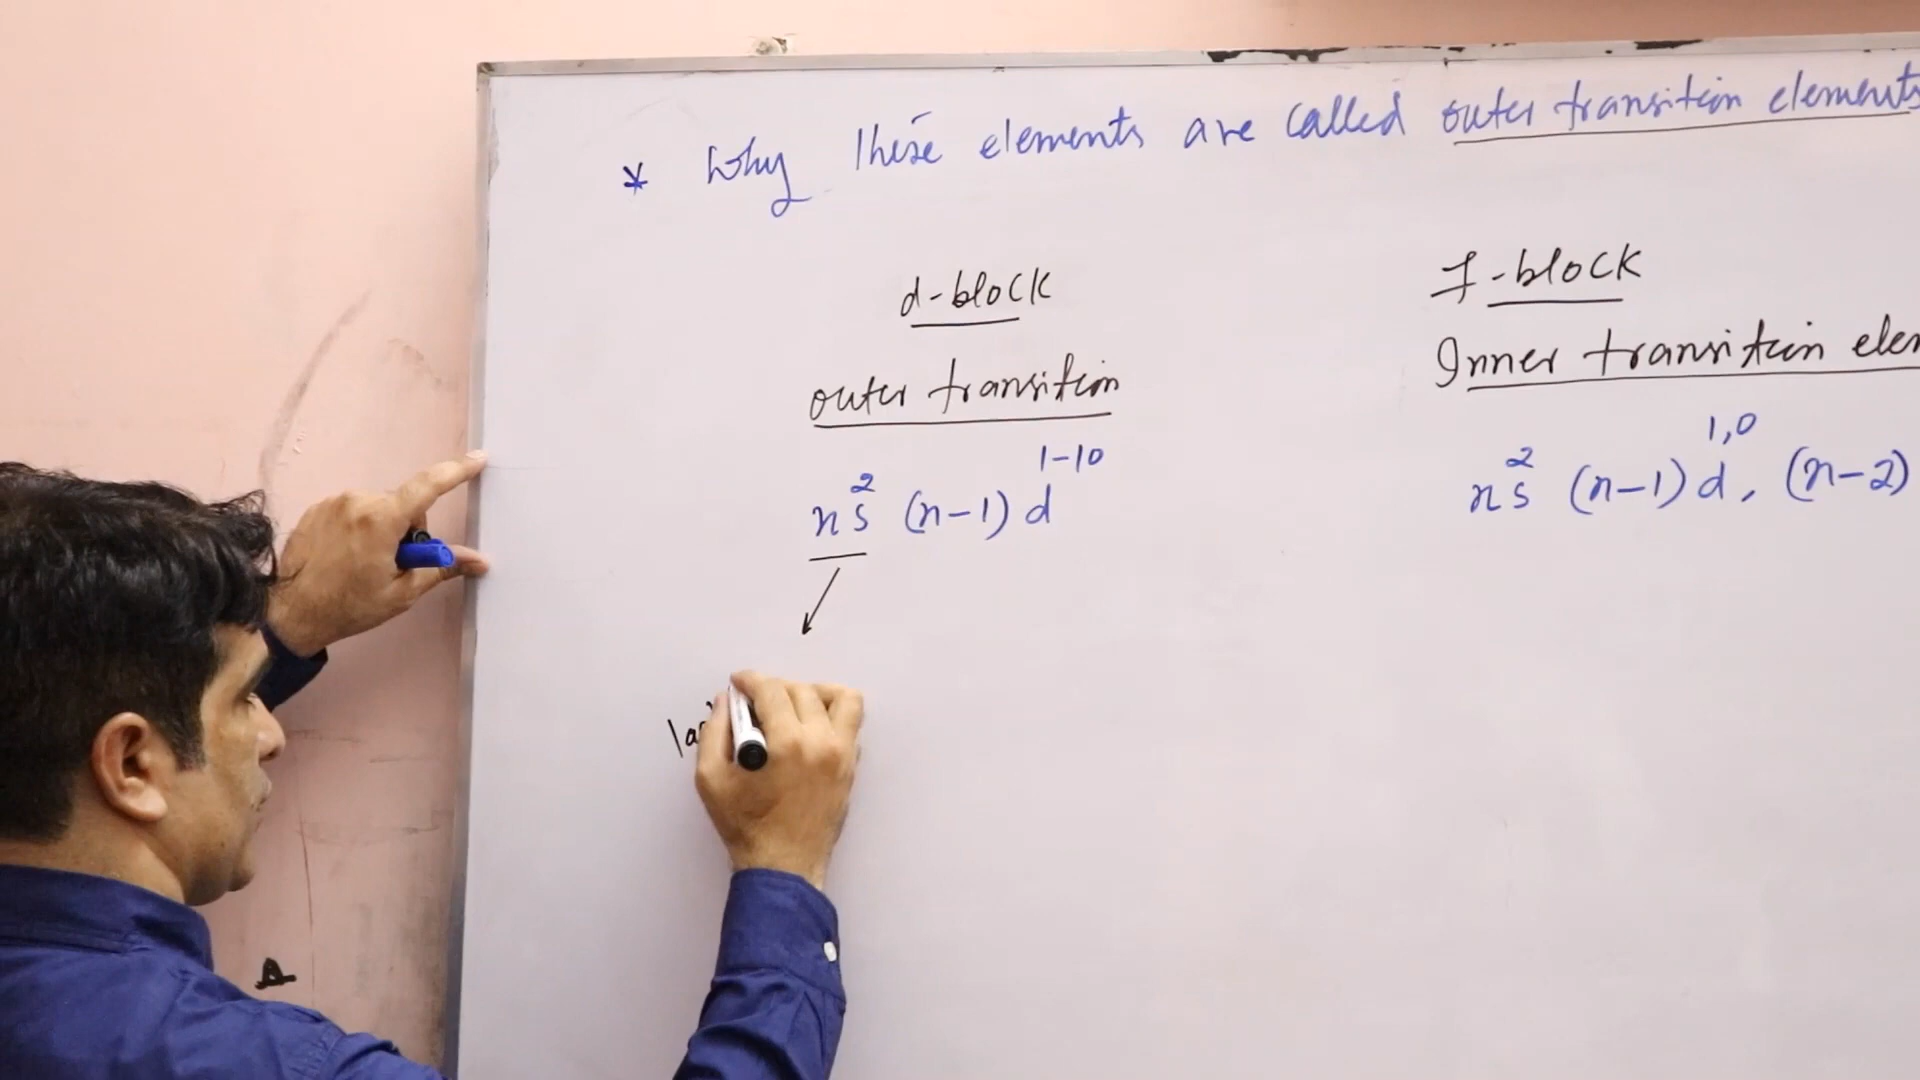 * Why these elements are called outer transition elements
d-block
outer transition
ns² (n-1) d¹⁻¹⁰
f-block
Inner transition elem
ns² (n-1) d¹,⁰, (n-2)